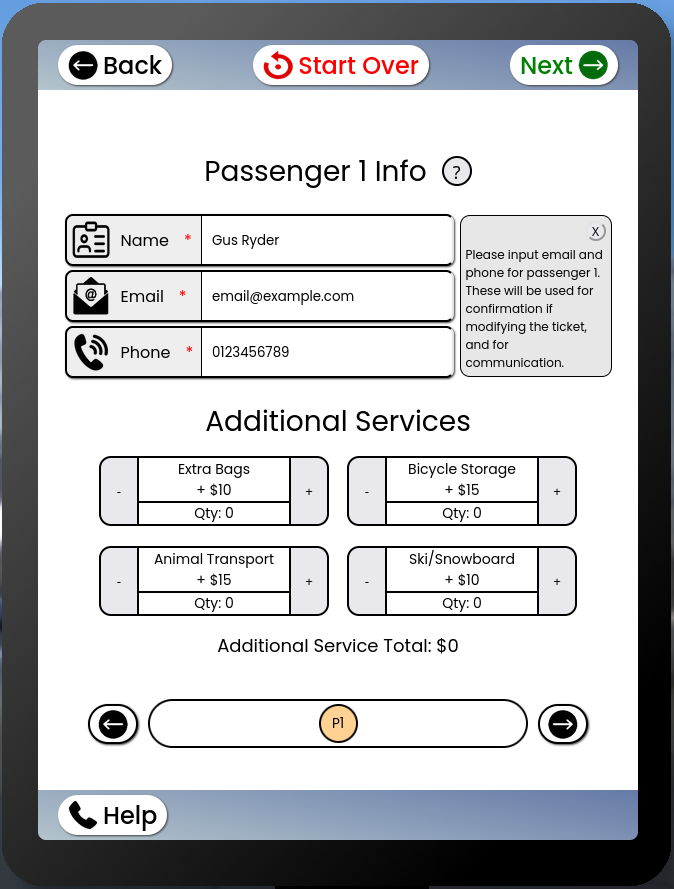 Back
Start Over
Next
Passenger 1 Info ?
Name *
Gus Ryder
Email *
email@example.com
Phone *
0123456789
X
Please input email and
phone for passenger 1.
These will be used for
confirmation if
modifying the ticket,
and for
communication.
Additional Services
-
Extra Bags
+ $10
Qty: 0
+
-
Bicycle Storage
+ $15
Qty: 0
+
-
Animal Transport
+ $15
Qty: 0
+
-
Ski/Snowboard
+ $10
Qty: 0
+
Additional Service Total: $0
P1
Help